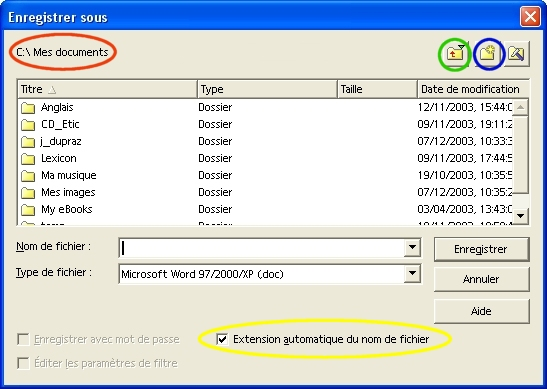 Enregistrer sous
C:\ Mes documents
Titre Type Taille Date de modification
Anglais Dossier 12/11/2003, 15:44:0
CD_Etic Dossier 09/11/2003, 19:11:2
j_dupraz Dossier 07/12/2003, 10:33:3
Lexicon Dossier 09/11/2003, 17:44:5
Ma musique Dossier 19/10/2003, 10:35:5
Mes images Dossier 07/12/2003, 10:35:2
My eBooks Dossier 03/04/2003, 13:43:0
Nom de fichier : Enregistrer
Type de fichier : Microsoft Word 97/2000/XP (doc)
Annuler
Aide
Enregistrer avec mot de passe Extension automatique du nom de fichier
Éditer les paramètres de filtre